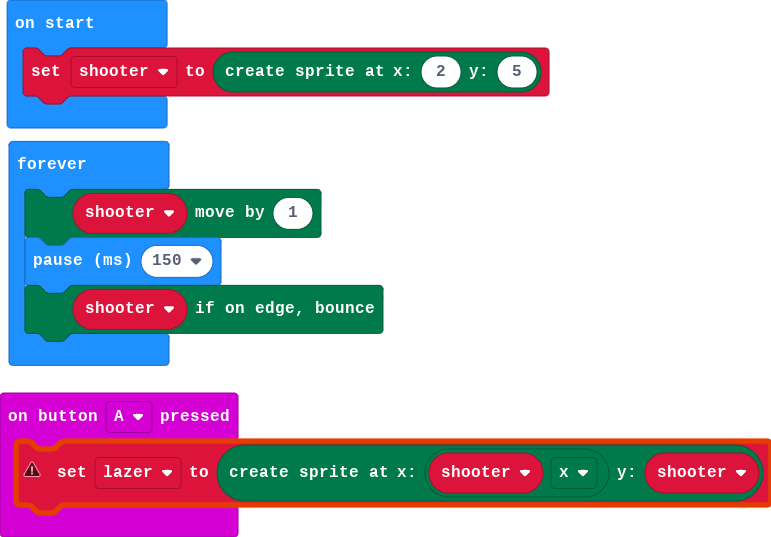 on start
set shooter to create sprite at x: 2 y: 5
forever
shooter move by 1
pause (ms) 150
shooter if on edge, bounce
on button A pressed
set lazer to create sprite at x: shooter x y: shooter